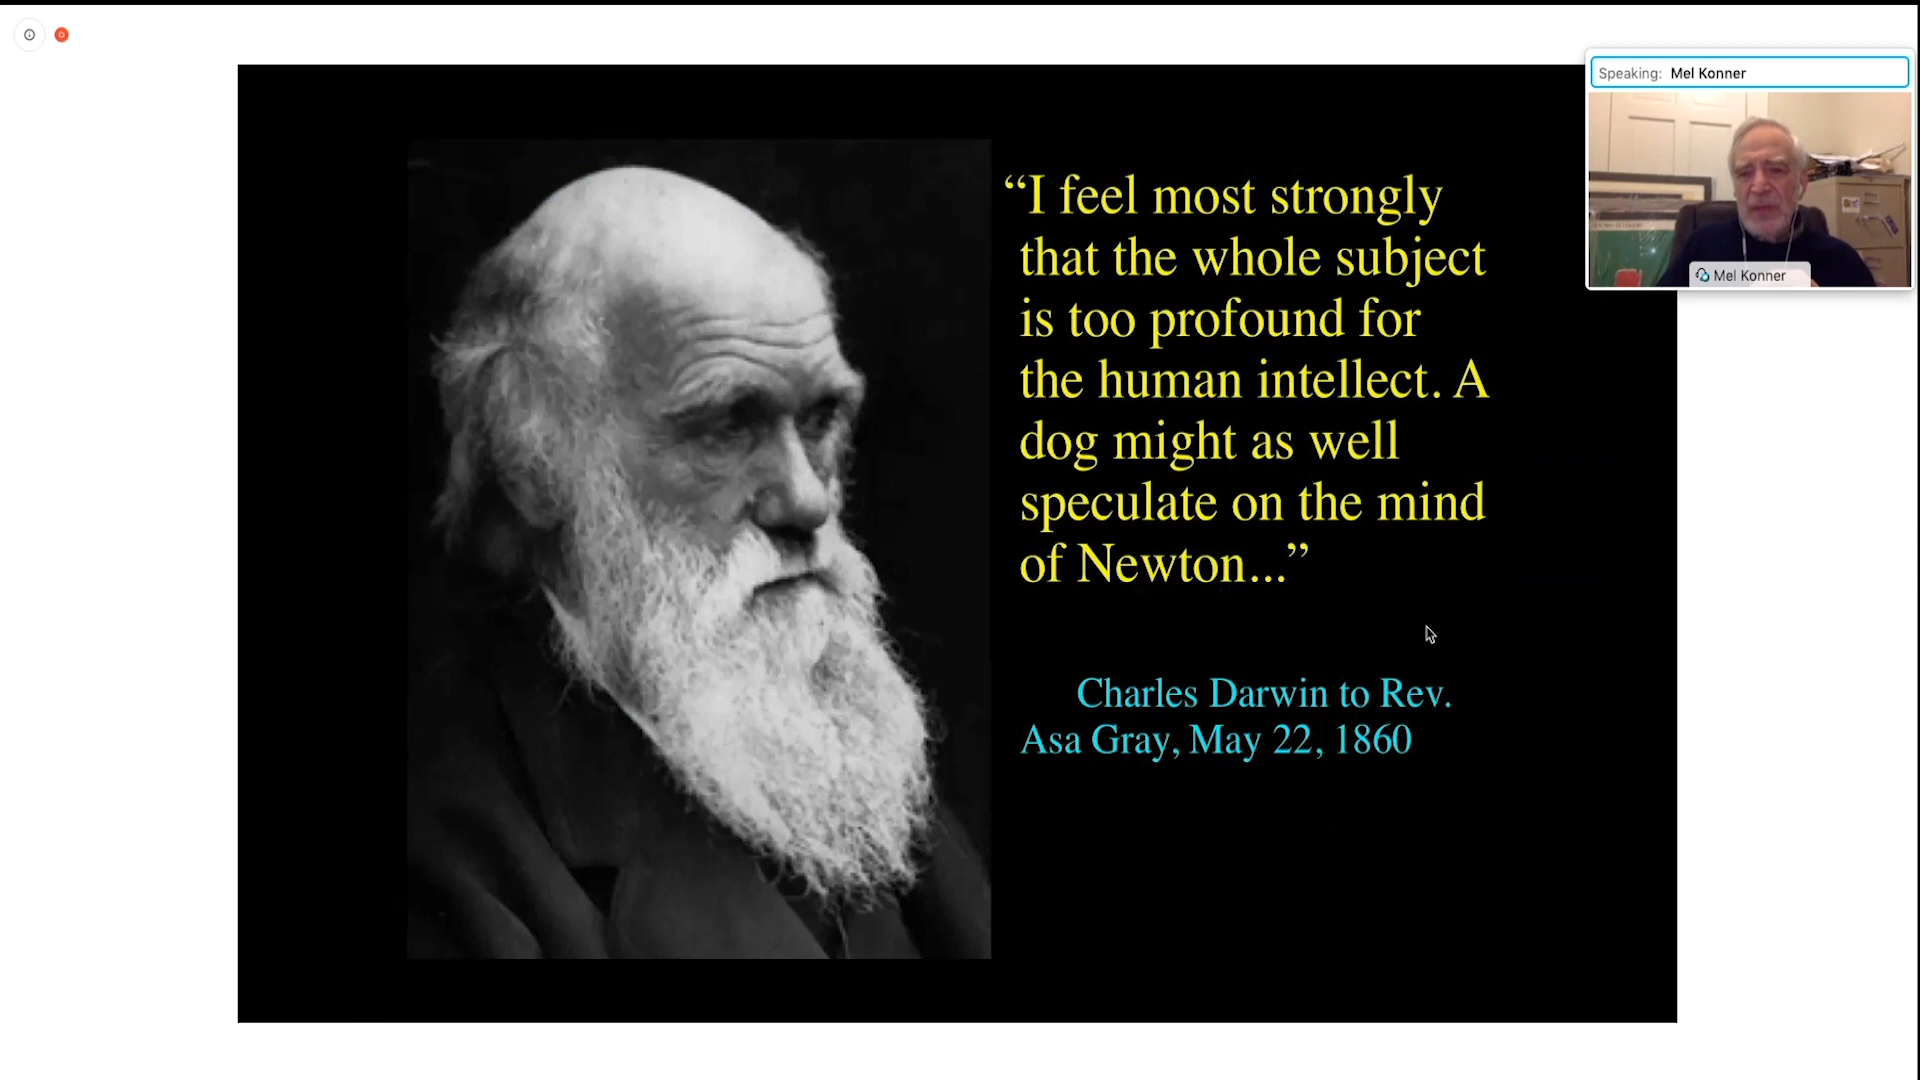 Speaking: Mel Konner
Mel Konner
“I feel most strongly
that the whole subject
is too profound for
the human intellect. A
dog might as well
speculate on the mind
of Newton...”
Charles Darwin to Rev.
Asa Gray, May 22, 1860